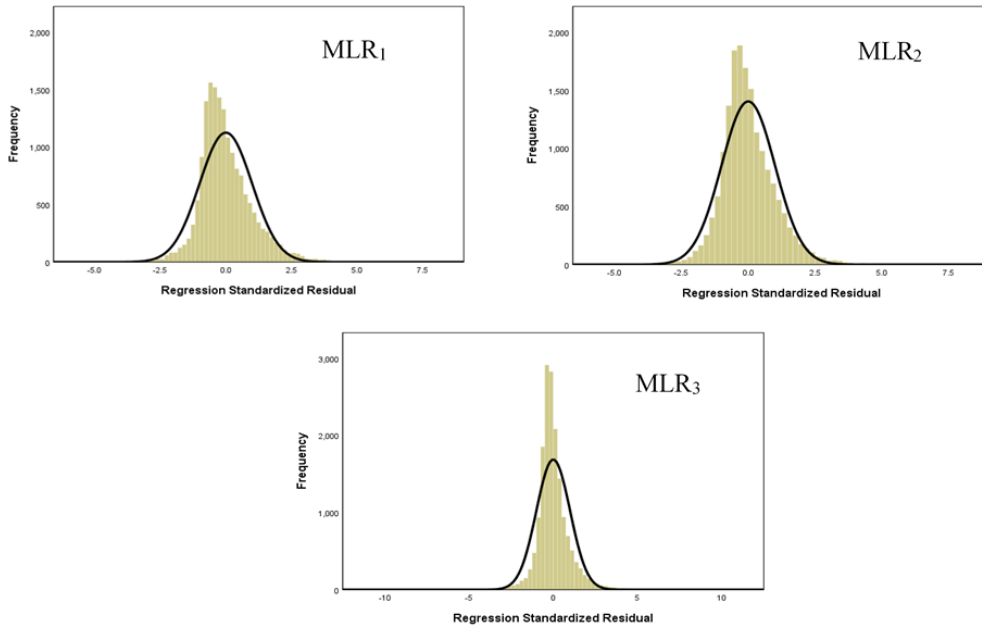 MLR₁
2,000
1,500
1,000
500
0
Frequency
-5.0 -2.5 0.0 2.5 5.0 7.5
Regression Standardized Residual
MLR₂
2,000
1,500
1,000
500
0
Frequency
-5.0 -2.5 0.0 2.5 5.0 7.5
Regression Standardized Residual
MLR₃
3,000
2,000
1,000
0
Frequency
-10 -5 0 5 10
Regression Standardized Residual